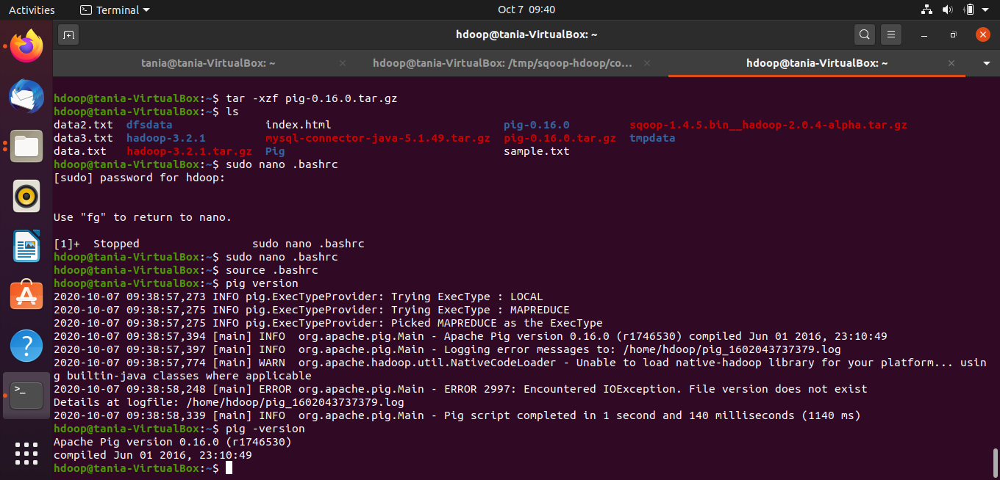 Activities Terminal Oct 7 09:40
hdoop@tania-VirtualBox: ~
tania@tania-VirtualBox: ~ hdoop@tania-VirtualBox: /tmp/sqoop-hdoop/co... hdoop@tania-VirtualBox: ~
hdoop@tania-VirtualBox:~$ tar -xzf pig-0.16.0.tar.gz
hdoop@tania-VirtualBox:~$ ls
data2.txt dfsdata index.html pig-0.16.0 sqoop-1.4.5.bin__hadoop-2.0.4-alpha.tar.gz
data3.txt hadoop-3.2.1 mysql-connector-java-5.1.49.tar.gz pig-0.16.0.tar.gz tmpdata
data.txt hadoop-3.2.1.tar.gz Pig sample.txt
hdoop@tania-VirtualBox:~$ sudo nano .bashrc
[sudo] password for hdoop:
Use "fg" to return to nano.
[1]+ Stopped sudo nano .bashrc
hdoop@tania-VirtualBox:~$ sudo nano .bashrc
hdoop@tania-VirtualBox:~$ source .bashrc
hdoop@tania-VirtualBox:~$ pig version
2020-10-07 09:38:57,273 INFO pig.ExecTypeProvider: Trying ExecType : LOCAL
2020-10-07 09:38:57,275 INFO pig.ExecTypeProvider: Trying ExecType : MAPREDUCE
2020-10-07 09:38:57,275 INFO pig.ExecTypeProvider: Picked MAPREDUCE as the ExecType
2020-10-07 09:38:57,394 [main] INFO org.apache.pig.Main - Apache Pig version 0.16.0 (r1746530) compiled Jun 01 2016, 23:10:49
2020-10-07 09:38:57,397 [main] INFO org.apache.pig.Main - Logging error messages to: /home/hdoop/pig_1602043737379.log
2020-10-07 09:38:57,774 [main] WARN org.apache.hadoop.util.NativeCodeLoader - Unable to load native-hadoop library for your platform... usin
g builtin-java classes where applicable
2020-10-07 09:38:58,248 [main] ERROR org.apache.pig.Main - ERROR 2997: Encountered IOException. File version does not exist
Details at logfile: /home/hdoop/pig_1602043737379.log
2020-10-07 09:38:58,339 [main] INFO org.apache.pig.Main - Pig script completed in 1 second and 140 milliseconds (1140 ms)
hdoop@tania-VirtualBox:~$ pig -version
Apache Pig version 0.16.0 (r1746530)
compiled Jun 01 2016, 23:10:49
hdoop@tania-VirtualBox:~$